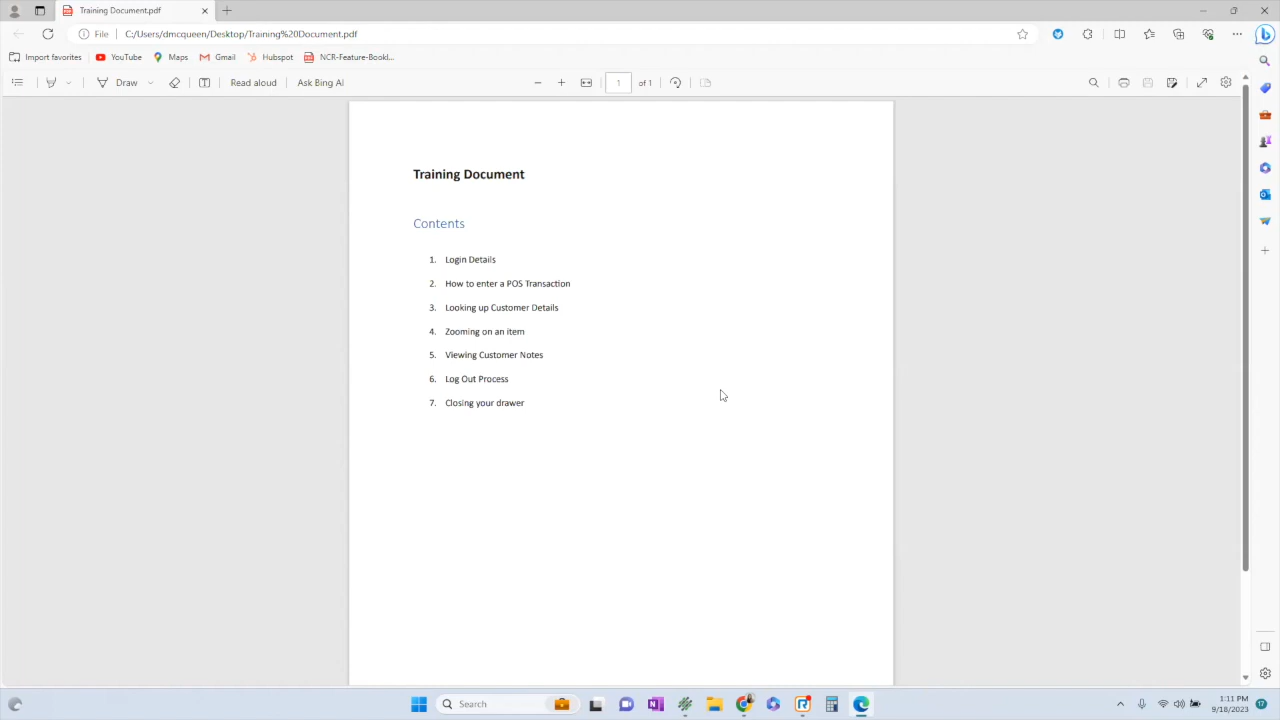 Training Document.pdf
File
C:/Users/dmcqueen/Desktop/Training%20Document.pdf
Import favorites
YouTube
Maps
Gmail
Hubspot
NCR-Feature-Bookl...
Draw
Read aloud
Ask Bing AI
1
of 1
Training Document
Contents
1. Login Details
2. How to enter a POS Transaction
3. Looking up Customer Details
4. Zooming on an item
5. Viewing Customer Notes
6. Log Out Process
7. Closing your drawer
Search
1:11 PM
9/18/2023
17